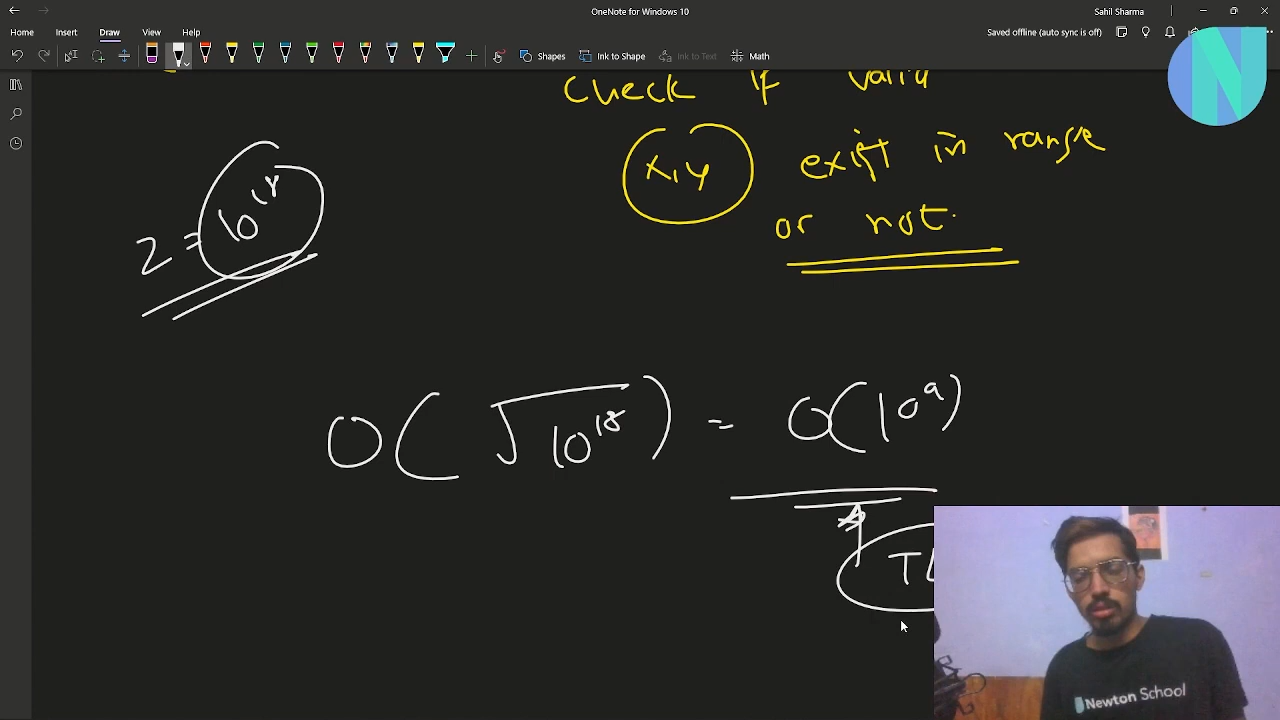 OneNote for Windows 10
Sahil Sharma
Home Insert Draw View Help
Saved offline (auto sync is off)
Shapes Ink to Shape Ink to Text Math
Check if valid
x, y exist in range
or not.
Z = 10^18
O(√10^18) = O(10^9)
N
Newton School